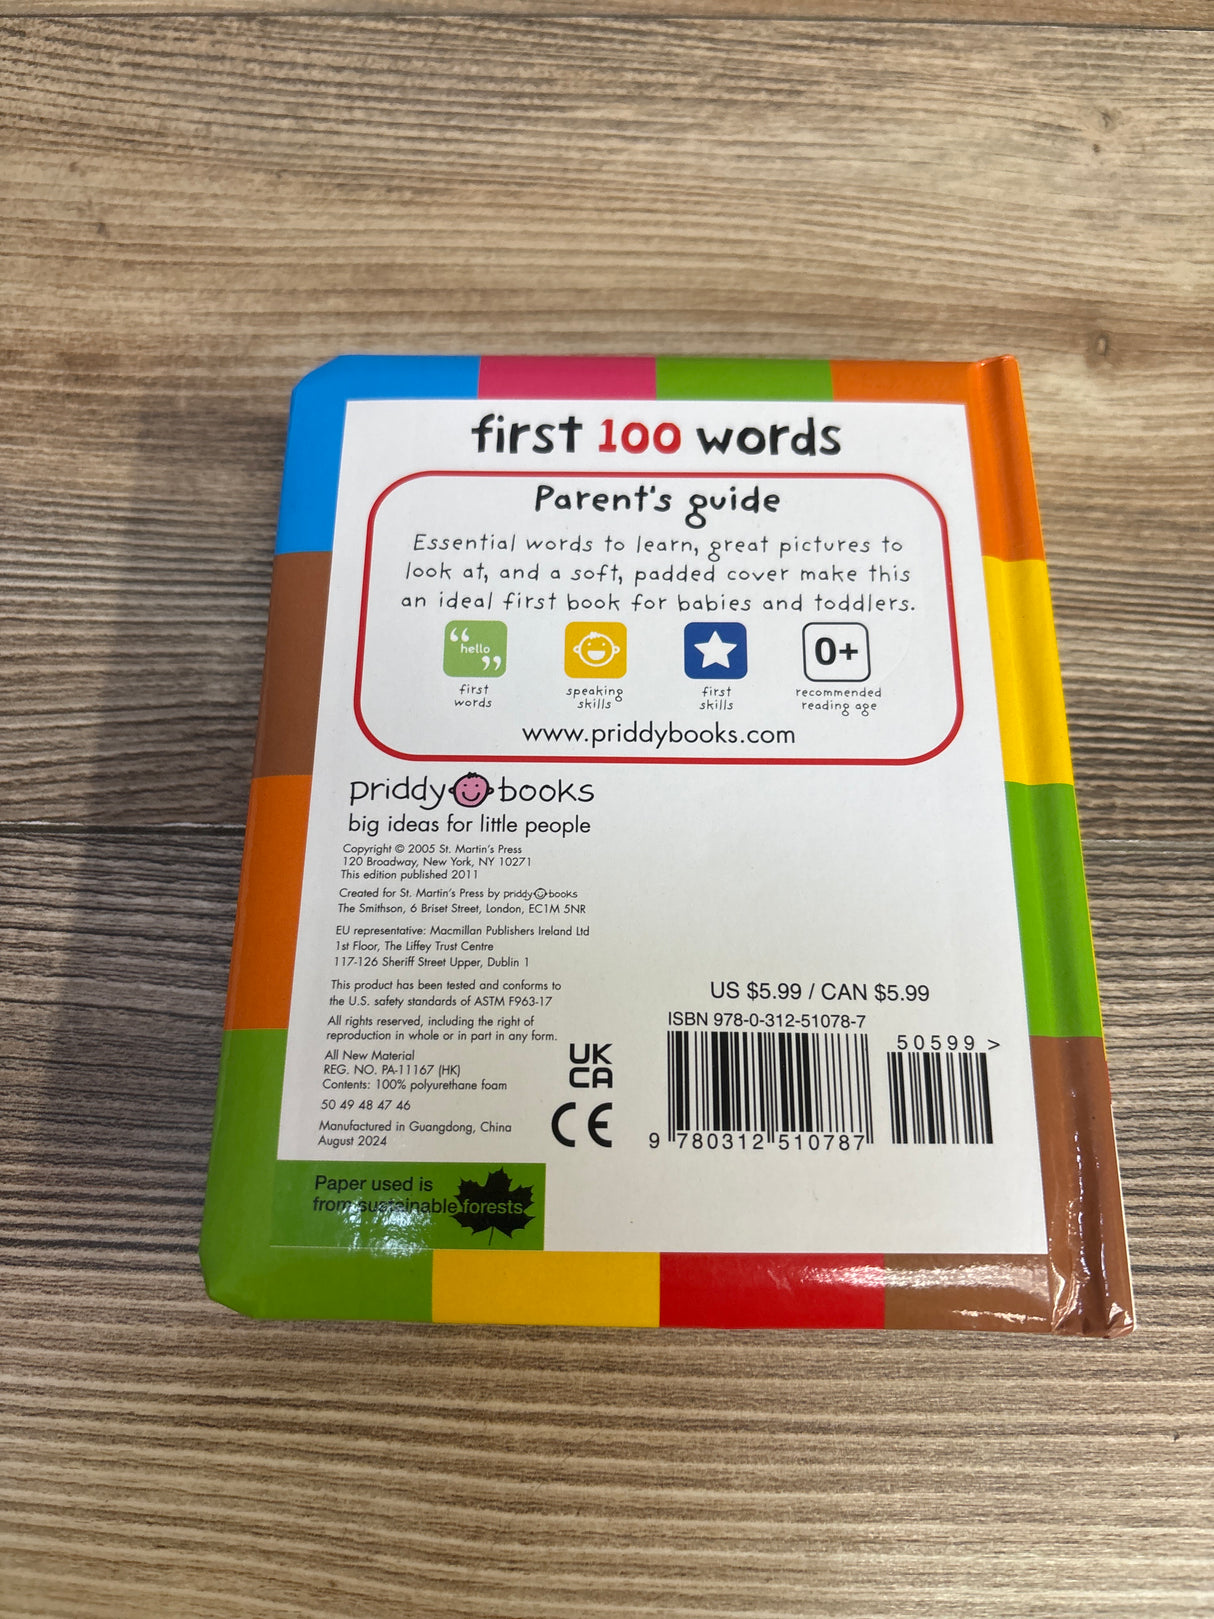 first 100 words
Parent's guide
Essential words to learn, great pictures to
look at, and a soft, padded cover make this
an ideal first book for babies and toddlers.
“ hello ”
first
words
speaking
skills
first
skills
0+
recommended
reading age
www.priddybooks.com
priddy books
big ideas for little people
Copyright © 2005 St. Martin's Press
120 Broadway, New York, NY 10271
This edition published 2011
Created for St. Martin's Press by priddy books
The Smithson, 6 Briset Street, London, EC1M 5NR
EU representative: Macmillan Publishers Ireland Ltd
1st Floor, The Liffey Trust Centre
117-126 Sheriff Street Upper, Dublin 1
This product has been tested and conforms to
the U.S. safety standards of ASTM F963-17
All rights reserved, including the right of
reproduction in whole or in part in any form.
All New Material
REG. NO. PA-11167 (HK)
Contents: 100% polyurethane foam
50 49 48 47 46
Manufactured in Guangdong, China
August 2024
UK
CA
CE
US $5.99 / CAN $5.99
ISBN 978-0-312-51078-7
50599 >
9 780312 510787
Paper used is
from sustainable forests